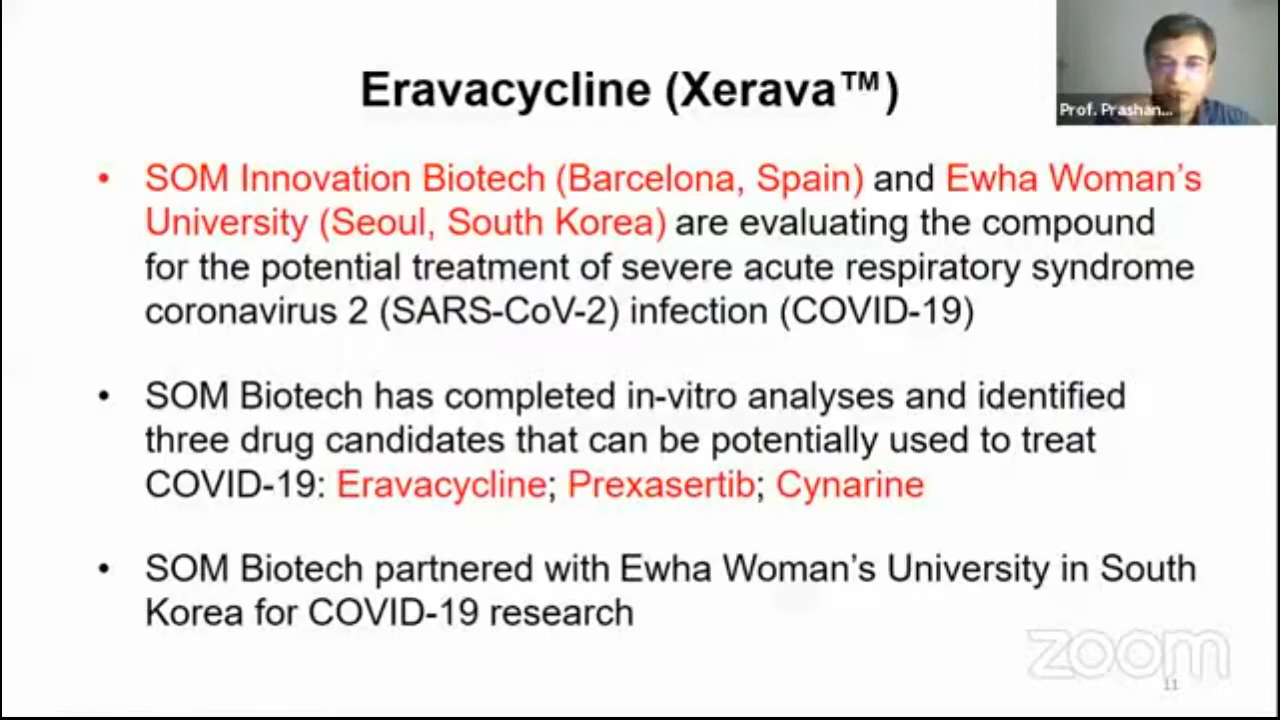 Eravacycline (Xerava™)
Prof. Prashan...
• SOM Innovation Biotech (Barcelona, Spain) and Ewha Woman's
University (Seoul, South Korea) are evaluating the compound
for the potential treatment of severe acute respiratory syndrome
coronavirus 2 (SARS-CoV-2) infection (COVID-19)
• SOM Biotech has completed in-vitro analyses and identified
three drug candidates that can be potentially used to treat
COVID-19: Eravacycline; Prexasertib; Cynarine
• SOM Biotech partnered with Ewha Woman's University in South
Korea for COVID-19 research
zoom
11